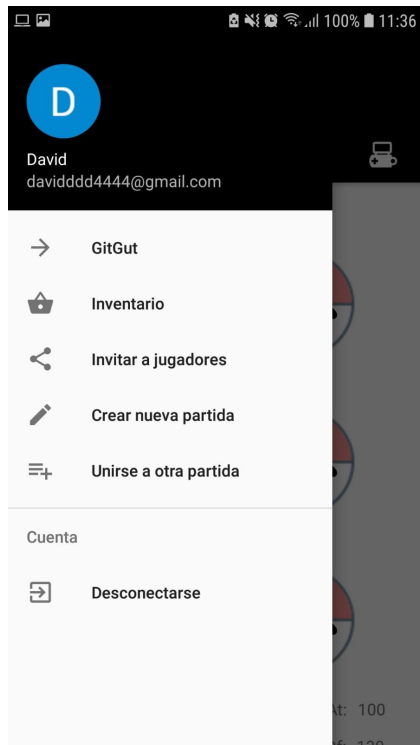 100% 11:36
D
David
davidddd4444@gmail.com
GitGut
Inventario
Invitar a jugadores
Crear nueva partida
Unirse a otra partida
Cuenta
Desconectarse
At: 100